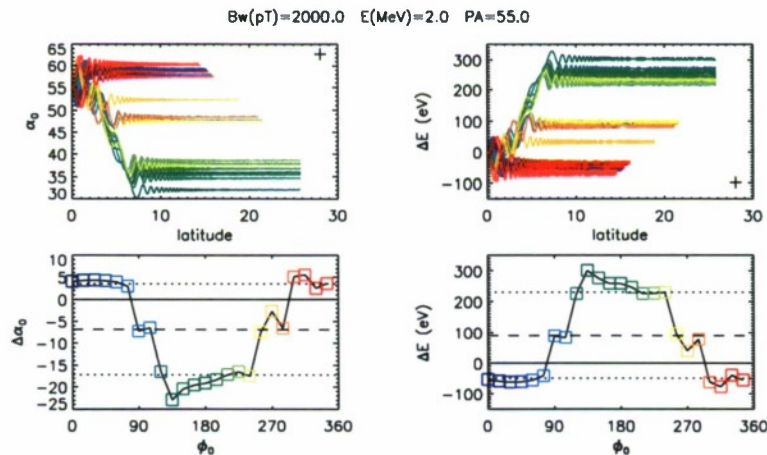 Bw(pT)=2000.0 E(MeV)=2.0 PA=55.0
65
60
55
50
45
40
35
30
α₀
0 10 20 30
latitude
+
300
200
100
0
-100
ΔE (eV)
0 10 20 30
latitude
+
10
5
0
-5
-10
-15
-20
-25
Δα₀
0 90 180 270 360
ϕ₀
300
200
100
0
-100
ΔE (eV)
0 90 180 270 360
ϕ₀